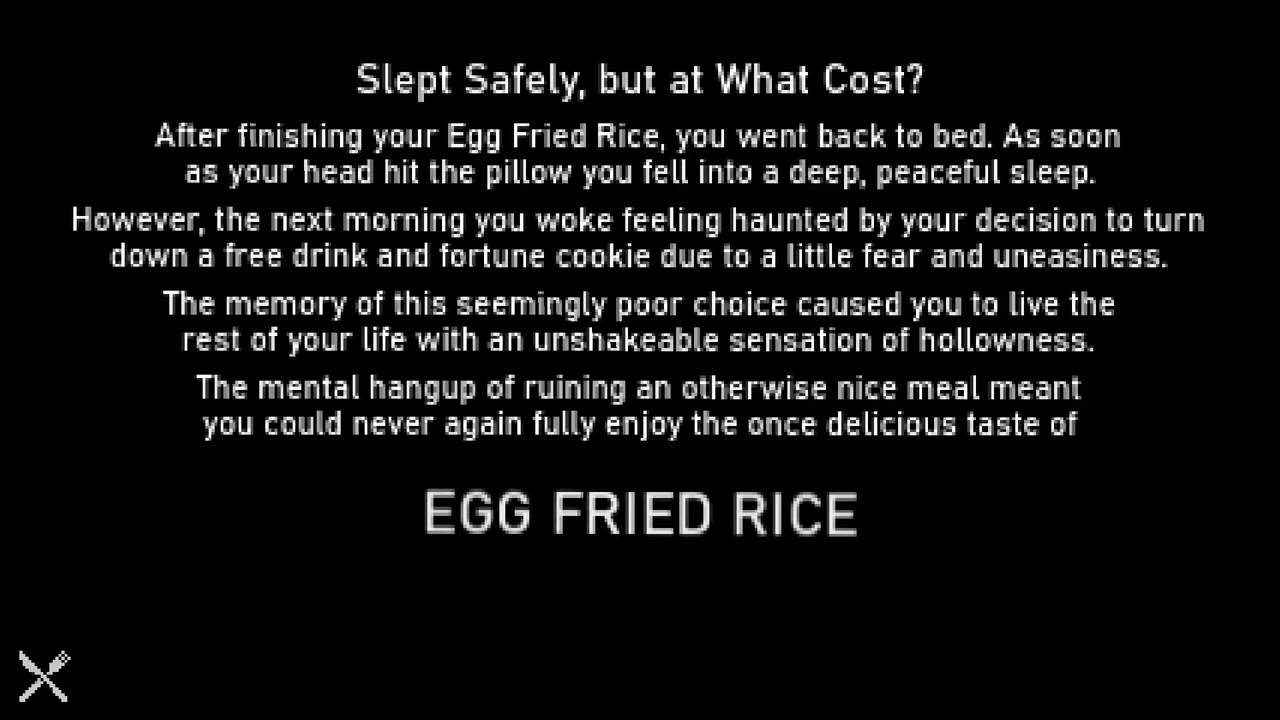 Slept Safely, but at What Cost?
After finishing your Egg Fried Rice, you went back to bed. As soon
as your head hit the pillow you fell into a deep, peaceful sleep.
However, the next morning you woke feeling haunted by your decision to turn
down a free drink and fortune cookie due to a little fear and uneasiness.
The memory of this seemingly poor choice caused you to live the
rest of your life with an unshakeable sensation of hollowness.
The mental hangup of ruining an otherwise nice meal meant
you could never again fully enjoy the once delicious taste of
EGG FRIED RICE